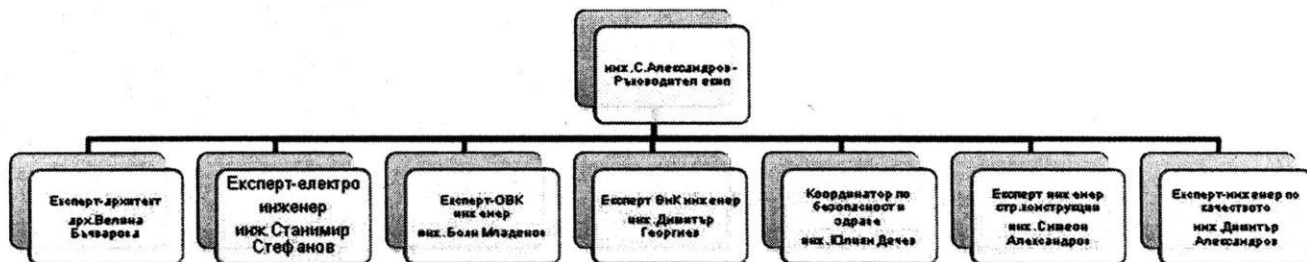 инж.С.Александров-
Ръководител екип
Експерт-архитект
арх.Веляна
Бъчварова
Експерт-електро
инженер
инж.Станимир
Стефанов
Експерт-ОВК
инженер
инж.Боян Младенов
Експерт ВиК инженер
инж.Димитър
Георгиев
Координатор по
безопасност и
здраве
инж.Юлиан Дечев
Експерт инженер
стр.конструкции
инж.Симеон
Александров
Експерт-инженер по
качеството
инж.Димитър
Александров